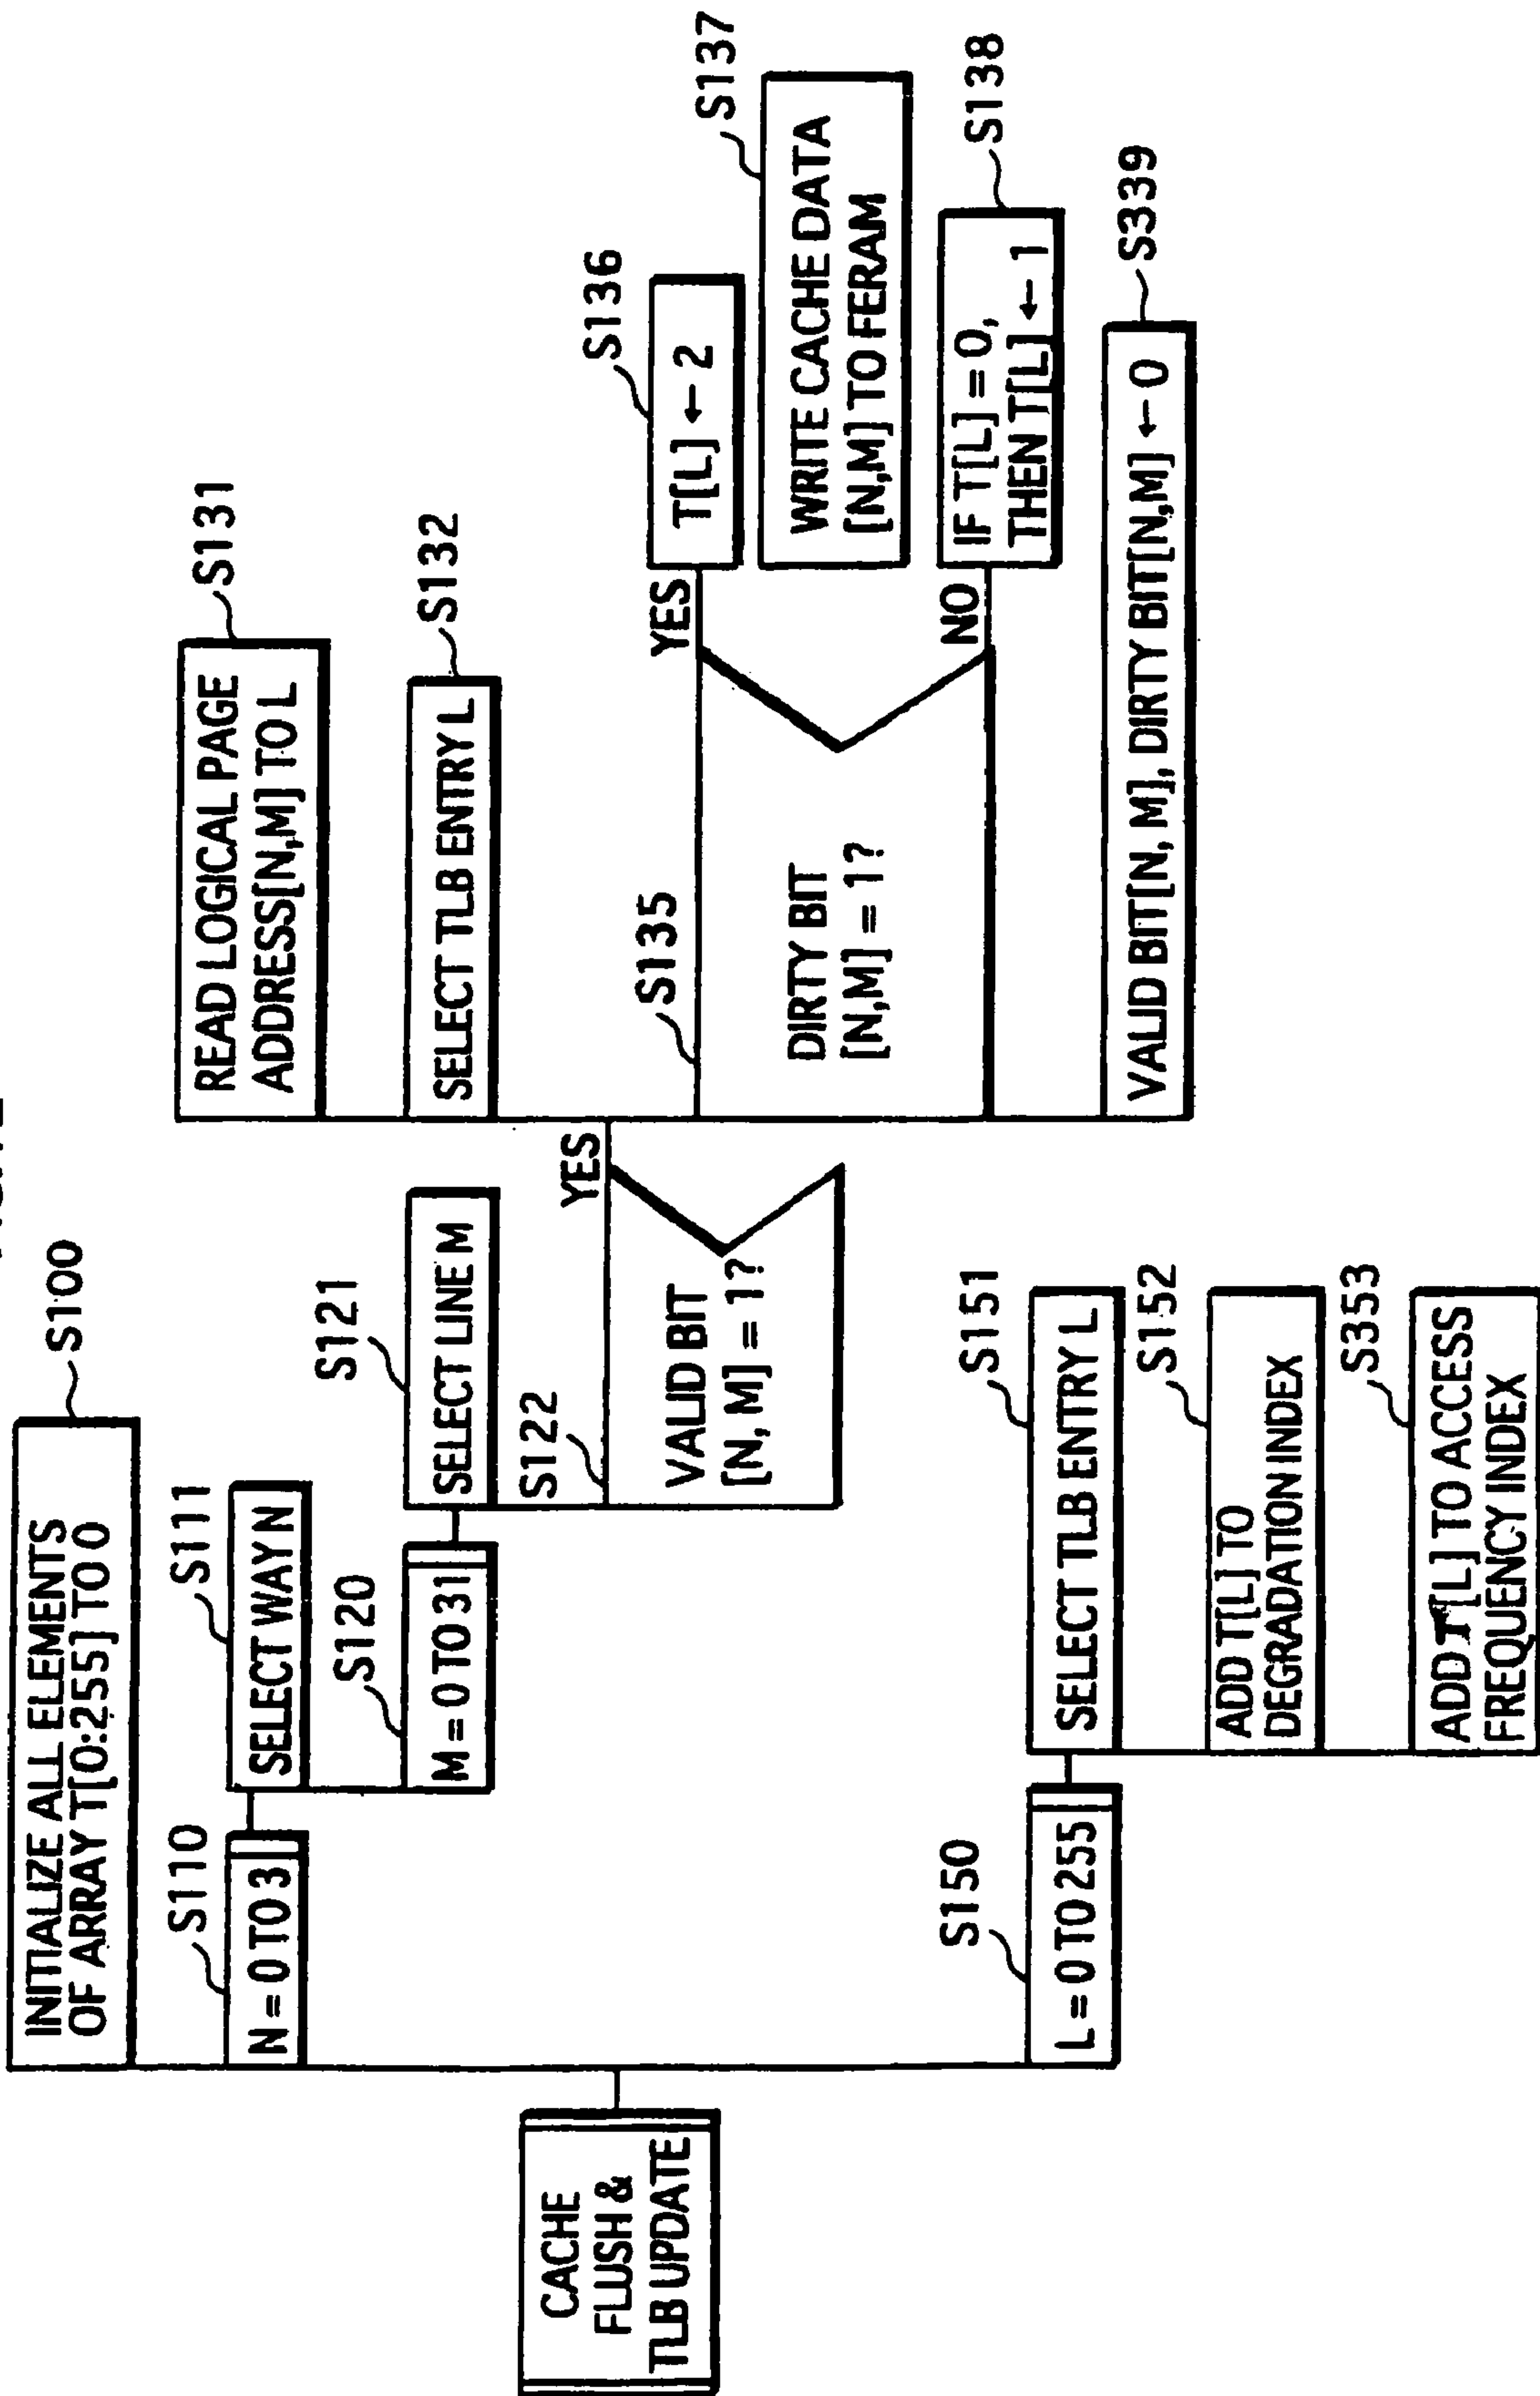 CACHE
FLUSH &
TLB UPDATE
S100
INITIALIZE ALL ELEMENTS
OF ARRAY T[0:255] TO 0
S110
N = 0 TO 3
S111
SELECT WAY N
S120
M = 0 TO 31
S121
SELECT LINE M
S122
VALID BIT
[N, M] = 1?
YES
S131
READ LOGICAL PAGE
ADDRESS[N,M] TO L
S132
SELECT TLB ENTRY L
S135
DIRTY BIT
[N,M] = 1?
YES
S136
T[L] ← 2
S137
WRITE CACHE DATA
[N,M] TO FERAM
NO
S138
IF T[L] = 0,
THEN T[L] ← 1
S339
VALID BIT[N, M], DIRTY BIT[N,M] ← 0
S150
L = 0 TO 255
S151
SELECT TLB ENTRY L
S152
ADD T[L] TO
DEGRADATION INDEX
S353
ADD T[L] TO ACCESS
FREQUENCY INDEX